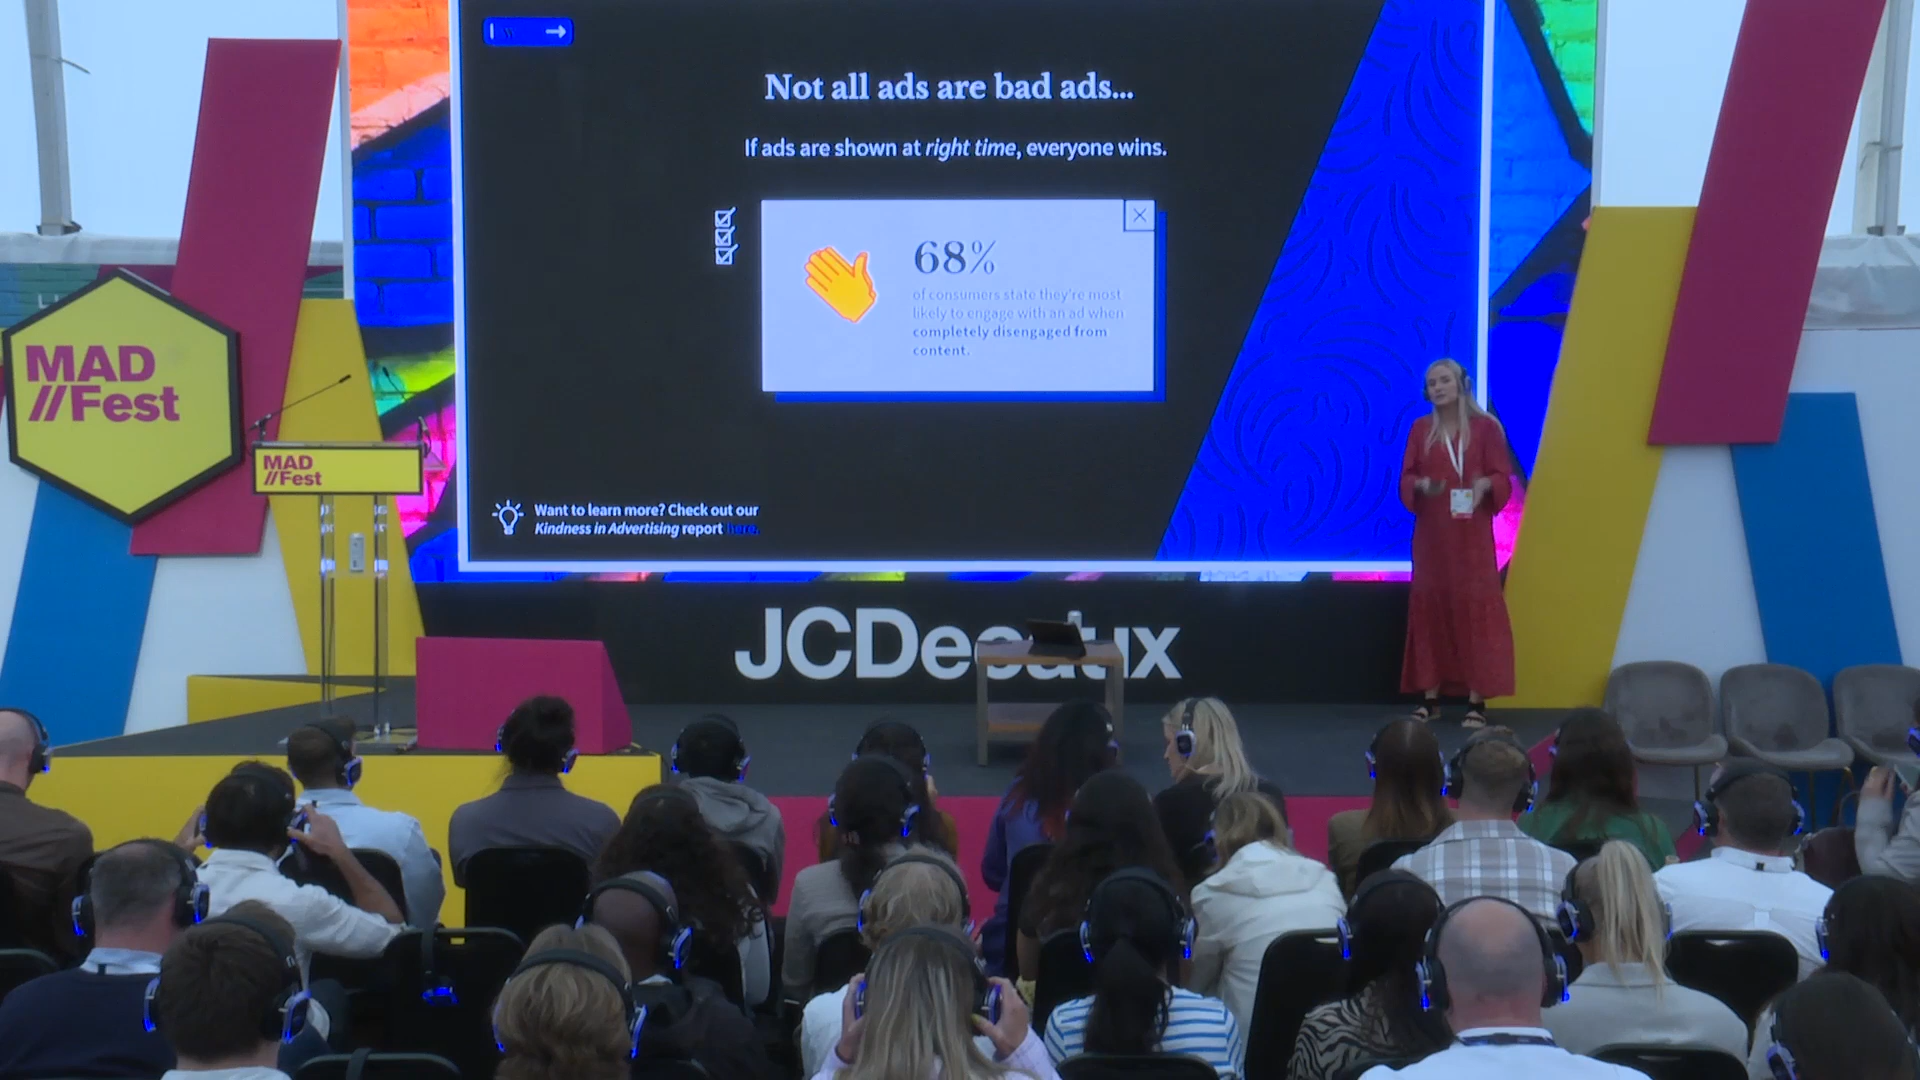 Not all ads are bad ads...
If ads are shown at right time, everyone wins.
68%
of consumers state they're most
likely to engage with an ad when
completely disengaged from
content.
Want to learn more? Check out our
Kindness in Advertising report here.
MAD
//Fest
MAD
//Fest
JCDecaux